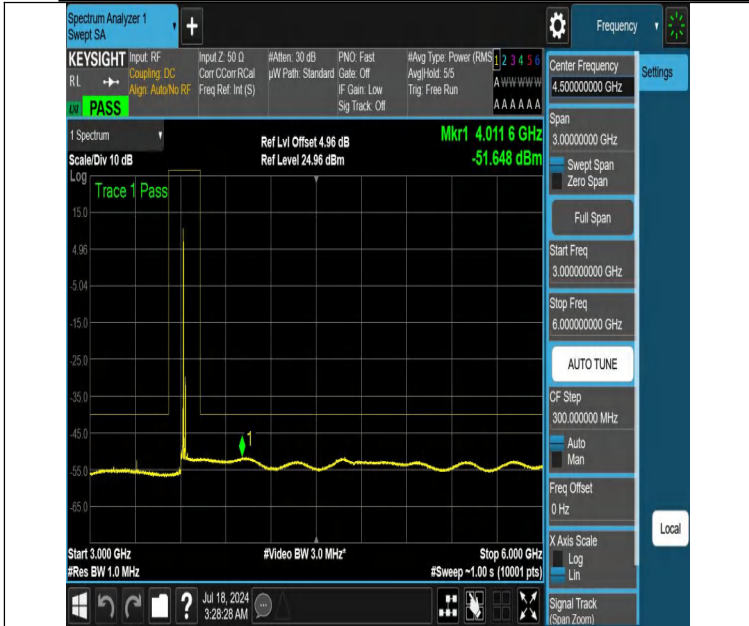 Spectrum Analyzer 1
Swept SA
+
Frequency
KEYSIGHT
RL
PASS
Input: RF
Coupling: DC
Align: Auto/No RF
Input Z: 50 Ω
Corr CCorr RCal
Freq Ref: Int (S)
#Atten: 30 dB
µW Path: Standard
PNO: Fast
Gate: Off
IF Gain: Low
Sig Track: Off
#Avg Type: Power (RMS
Avg|Hold: 5/5
Trig: Free Run
1 2 3 4 5 6
A W W W W W
A A A A A A
1 Spectrum
Scale/Div 10 dB
Ref Lvl Offset 4.96 dB
Ref Level 24.96 dBm
Mkr1 4.011 6 GHz
-51.648 dBm
Log
Trace 1 Pass
15.0
4.96
-5.04
-15.0
-25.0
-35.0
-45.0
-55.0
-65.0
1
Start 3.000 GHz
#Res BW 1.0 MHz
#Video BW 3.0 MHz*
Stop 6.000 GHz
#Sweep ~1.00 s (10001 pts)
?
Jul 18, 2024
3:28:28 AM
Center Frequency
4.500000000 GHz
Settings
Span
3.00000000 GHz
Swept Span
Zero Span
Full Span
Start Freq
3.000000000 GHz
Stop Freq
6.000000000 GHz
AUTO TUNE
CF Step
300.000000 MHz
Auto
Man
Freq Offset
0 Hz
X Axis Scale
Log
Lin
Local
Signal Track
(Span Zoom)